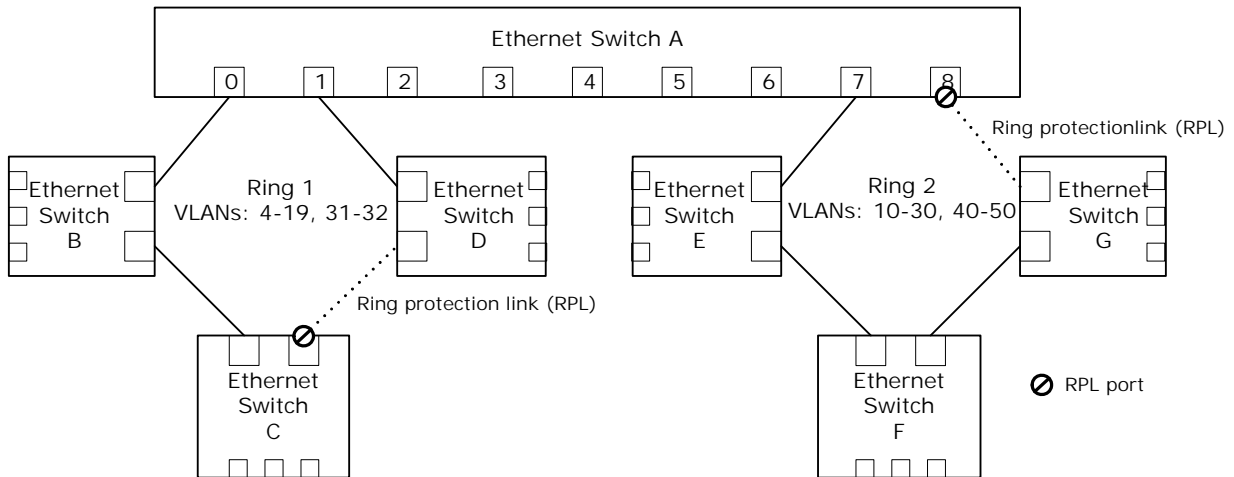 Ethernet Switch A
0 1 2 3 4 5 6 7 8
Ring protectionlink (RPL)
Ethernet
Switch
B
Ring 1
VLANs: 4-19, 31-32
Ethernet
Switch
D
Ethernet
Switch
E
Ring 2
VLANs: 10-30, 40-50
Ethernet
Switch
G
Ring protection link (RPL)
Ethernet
Switch
C
Ethernet
Switch
F
RPL port